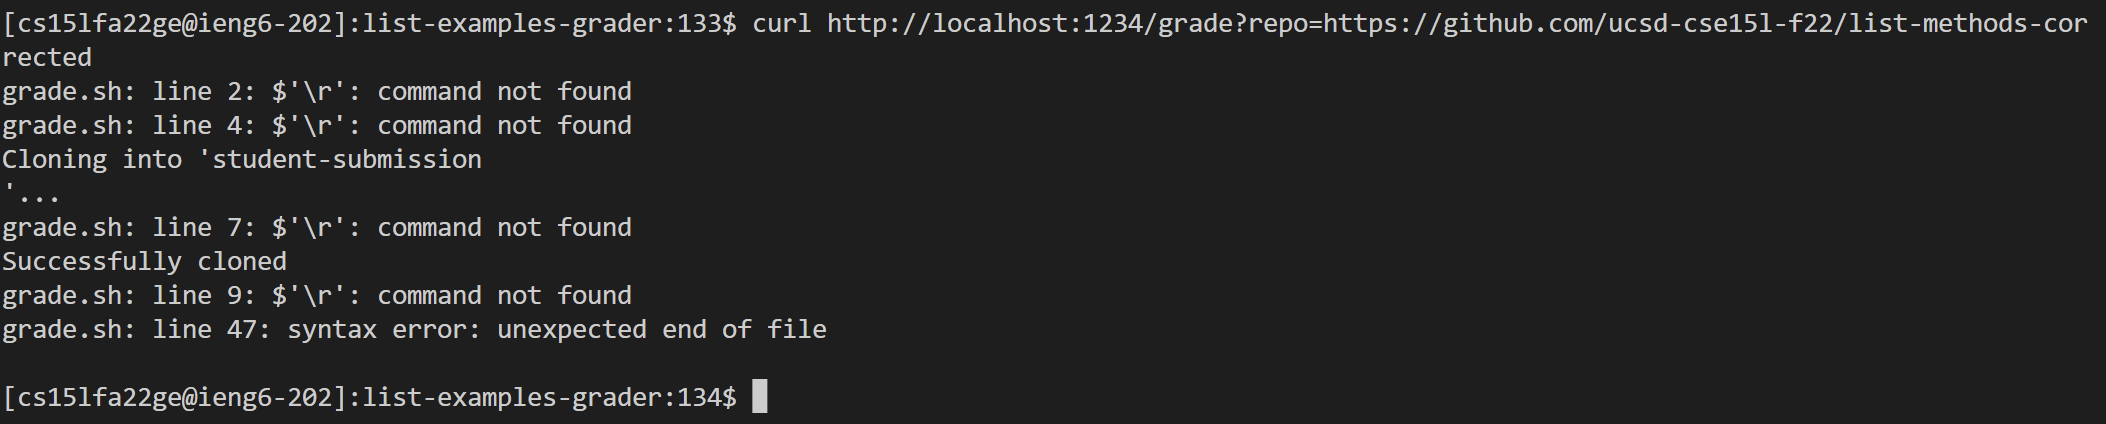 [cs15lfa22ge@ieng6-202]:list-examples-grader:133$ curl http://localhost:1234/grade?repo=https://github.com/ucsd-cse15l-f22/list-methods-cor
rected
grade.sh: line 2: $'\r': command not found
grade.sh: line 4: $'\r': command not found
Cloning into 'student-submission
'...
grade.sh: line 7: $'\r': command not found
Successfully cloned
grade.sh: line 9: $'\r': command not found
grade.sh: line 47: syntax error: unexpected end of file
[cs15lfa22ge@ieng6-202]:list-examples-grader:134$